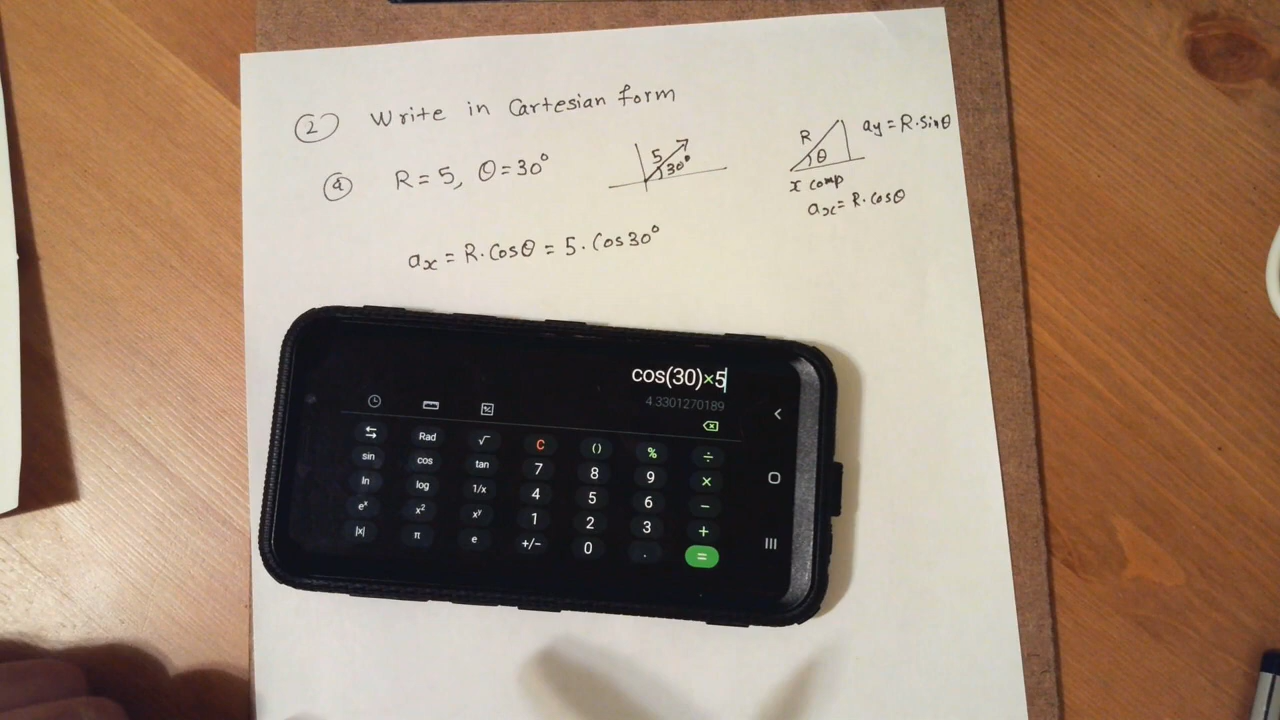 ② Write in Cartesian form
ⓐ R = 5, θ = 30°
5
30°
R
θ
ay = R·Sinθ
x comp
ax = R·cosθ
ax = R·Cosθ = 5·Cos30°
cos(30)×5
4.3301270189
⇆ Rad √ C () % ÷
sin cos tan 7 8 9 ×
ln log 1/x 4 5 6 −
eˣ x² xʸ 1 2 3 +
|x| π e +/− 0 . =